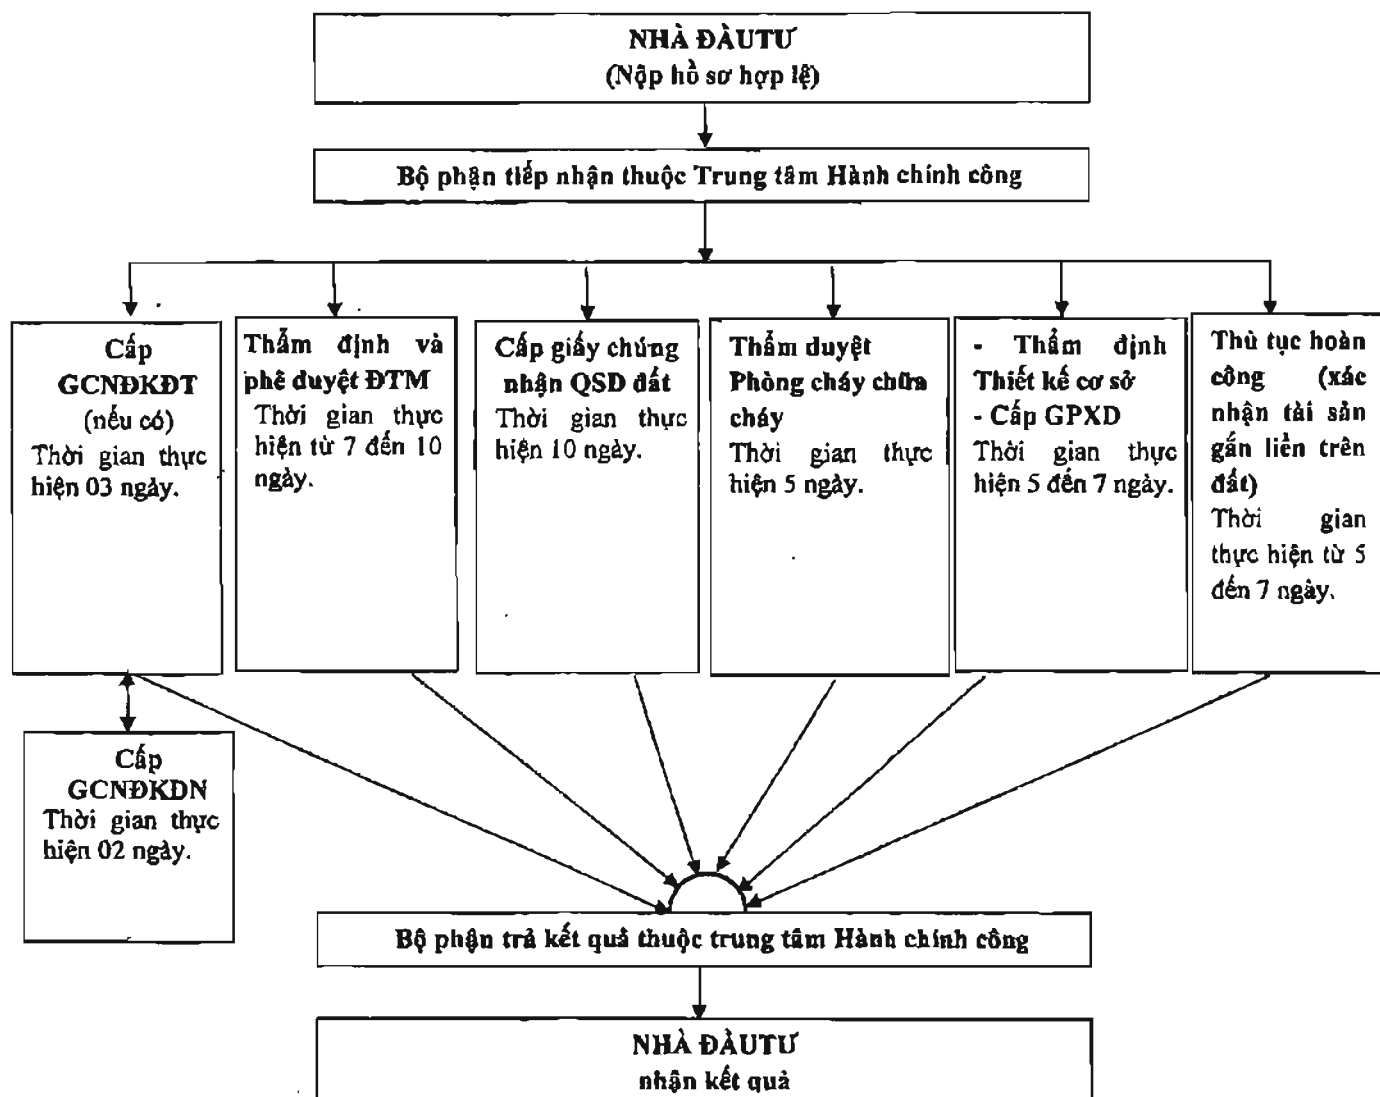 NHÀ ĐẦUTƯ
(Nộp hồ sơ hợp lệ)
Bộ phận tiếp nhận thuộc Trung tâm Hành chính công
Cấp
GCNĐKĐT
(nếu có)
Thời gian thực
hiện 03 ngày.
Thẩm định và
phê duyệt ĐTM
Thời gian thực
hiện từ 7 đến 10
ngày.
Cấp giấy chứng
nhận QSD đất
Thời gian thực
hiện 10 ngày.
Thẩm duyệt
Phòng cháy chữa
cháy
Thời gian thực
hiện 5 ngày.
- Thẩm định
Thiết kế cơ sở
- Cấp GPXD
Thời gian thực
hiện 5 đến 7 ngày.
Thủ tục hoàn
công (xác
nhận tài sản
gắn liền trên
đất)
Thời gian
thực hiện từ 5
đến 7 ngày.
Cấp
GCNĐKDN
Thời gian thực
hiện 02 ngày.
Bộ phận trả kết quả thuộc trung tâm Hành chính công
NHÀ ĐẦUTƯ
nhận kết quả